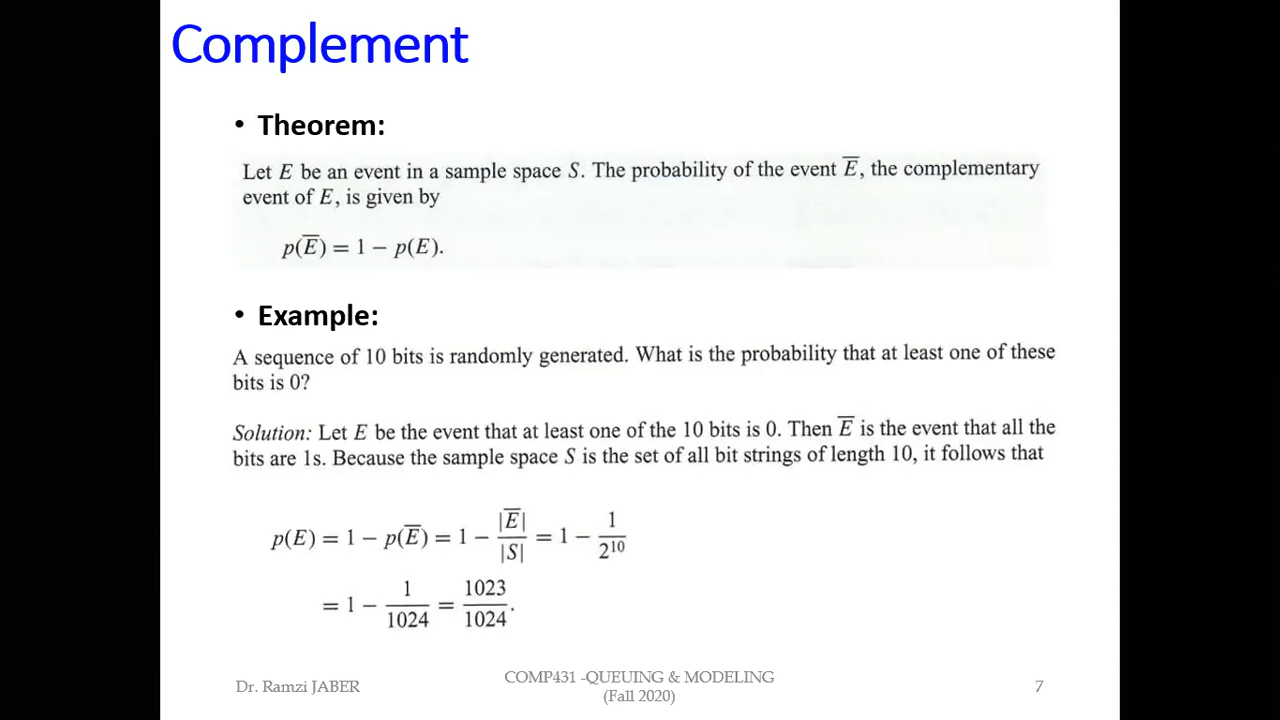 Complement
• Theorem:
Let E be an event in a sample space S. The probability of the event E̅, the complementary
event of E, is given by
p(E̅) = 1 − p(E).
• Example:
A sequence of 10 bits is randomly generated. What is the probability that at least one of these
bits is 0?
Solution: Let E be the event that at least one of the 10 bits is 0. Then E̅ is the event that all the
bits are 1s. Because the sample space S is the set of all bit strings of length 10, it follows that
p(E) = 1 − p(E̅) = 1 − |E̅|/|S| = 1 − 1/2¹⁰
= 1 − 1/1024 = 1023/1024.
Dr. Ramzi JABER
COMP431 -QUEUING & MODELING
(Fall 2020)
7